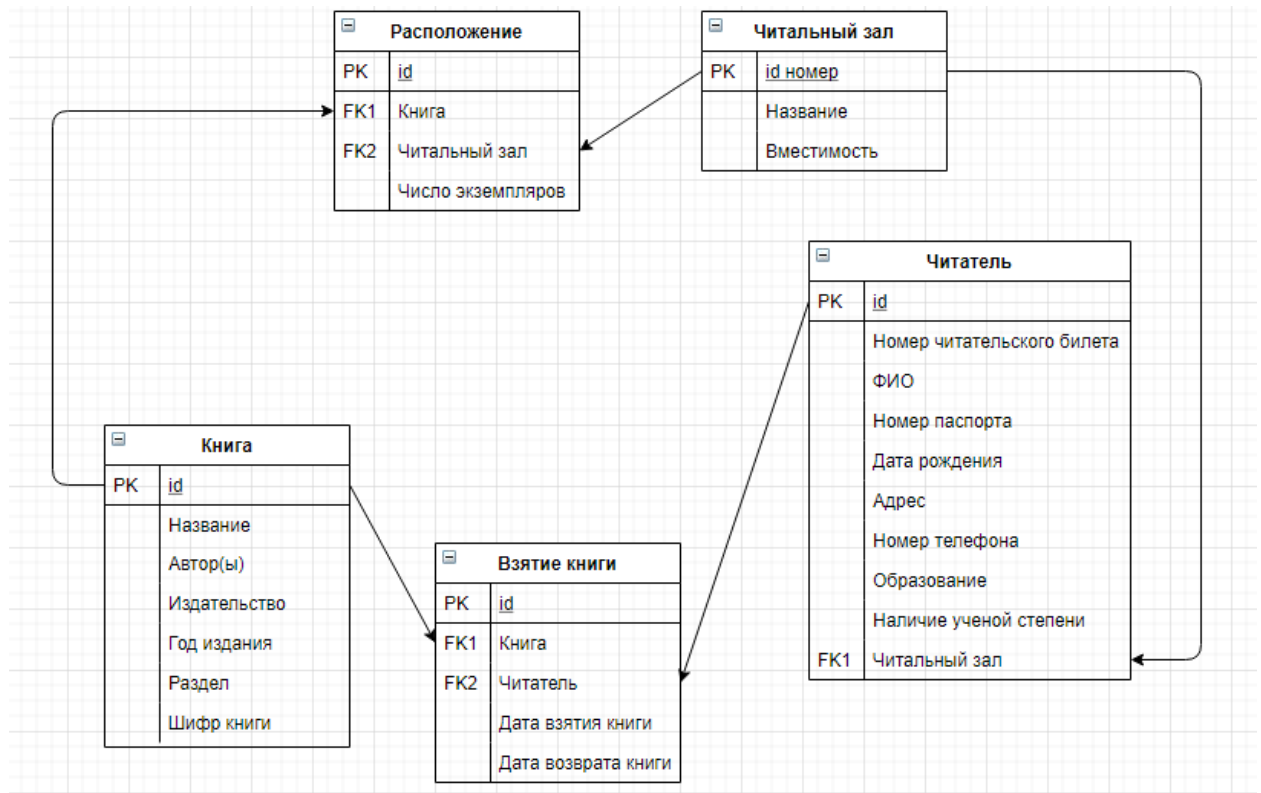 Расположение
PK id
FK1 Книга
FK2 Читальный зал
Число экземпляров
Читальный зал
PK id номер
Название
Вместимость
Читатель
PK id
Номер читательского билета
ФИО
Номер паспорта
Дата рождения
Адрес
Номер телефона
Образование
Наличие ученой степени
FK1 Читальный зал
Книга
PK id
Название
Автор(ы)
Издательство
Год издания
Раздел
Шифр книги
Взятие книги
PK id
FK1 Книга
FK2 Читатель
Дата взятия книги
Дата возврата книги